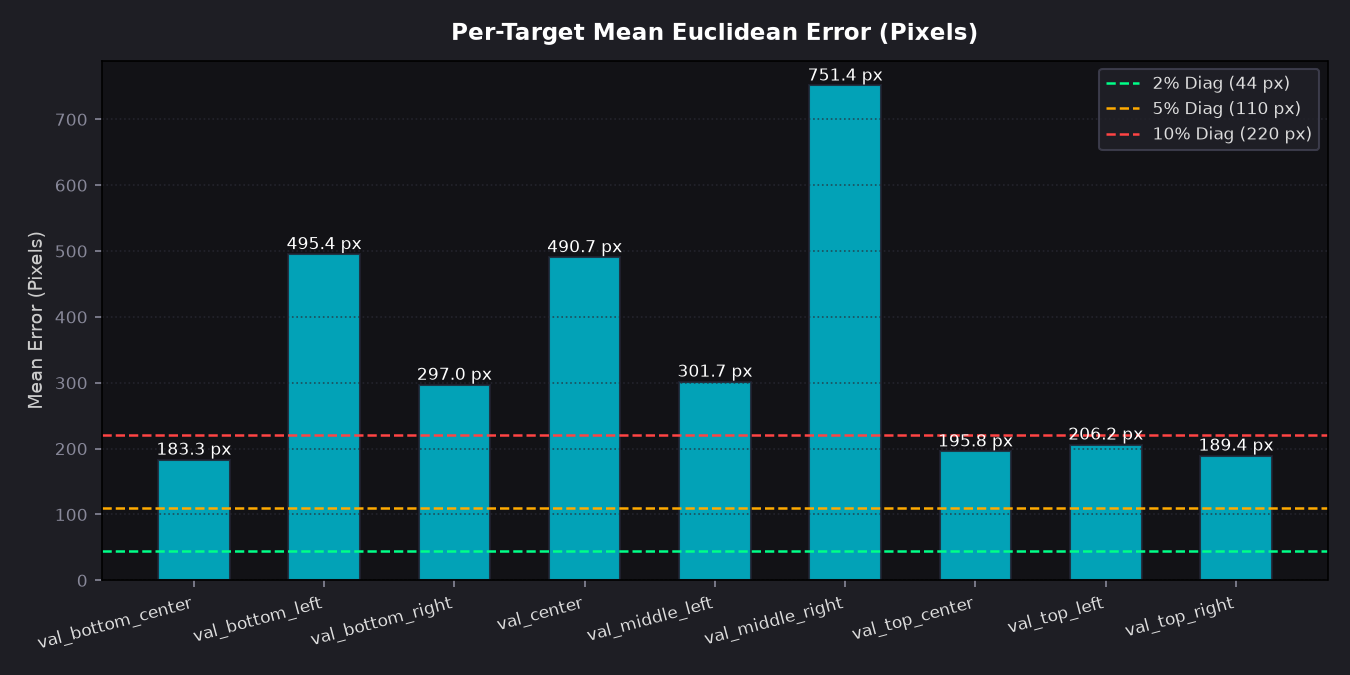 Per-Target Mean Euclidean Error (Pixels)
2% Diag (44 px)
5% Diag (110 px)
10% Diag (220 px)
Mean Error (Pixels)
700
600
500
400
300
200
100
0
183.3 px
495.4 px
297.0 px
490.7 px
301.7 px
751.4 px
195.8 px
206.2 px
189.4 px
val_bottom_center
val_bottom_left
val_bottom_right
val_center
val_middle_left
val_middle_right
val_top_center
val_top_left
val_top_right